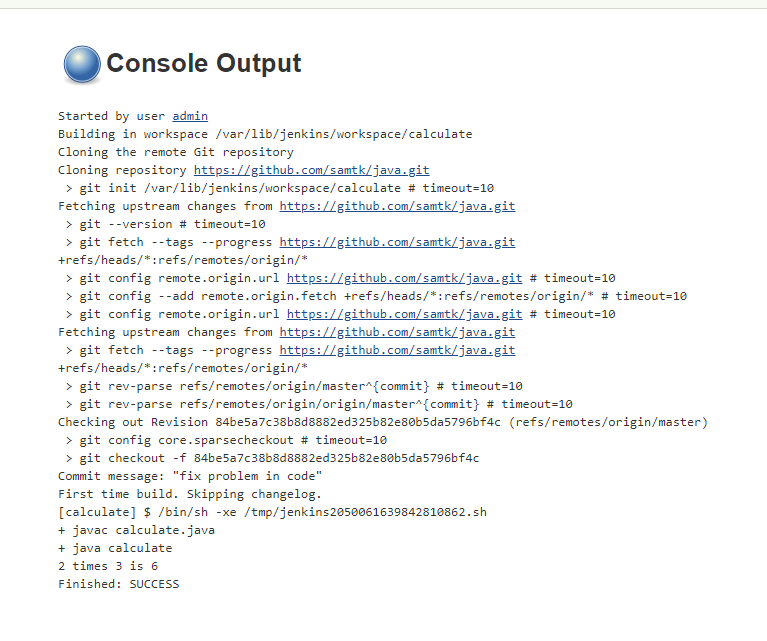 Console Output
Started by user admin
Building in workspace /var/lib/jenkins/workspace/calculate
Cloning the remote Git repository
Cloning repository https://github.com/samtk/java.git
 > git init /var/lib/jenkins/workspace/calculate # timeout=10
Fetching upstream changes from https://github.com/samtk/java.git
 > git --version # timeout=10
 > git fetch --tags --progress https://github.com/samtk/java.git
+refs/heads/*:refs/remotes/origin/*
 > git config remote.origin.url https://github.com/samtk/java.git # timeout=10
 > git config --add remote.origin.fetch +refs/heads/*:refs/remotes/origin/* # timeout=10
 > git config remote.origin.url https://github.com/samtk/java.git # timeout=10
Fetching upstream changes from https://github.com/samtk/java.git
 > git fetch --tags --progress https://github.com/samtk/java.git
+refs/heads/*:refs/remotes/origin/*
 > git rev-parse refs/remotes/origin/master^{commit} # timeout=10
 > git rev-parse refs/remotes/origin/origin/master^{commit} # timeout=10
Checking out Revision 84be5a7c38b8d8882ed325b82e80b5da5796bf4c (refs/remotes/origin/master)
 > git config core.sparsecheckout # timeout=10
 > git checkout -f 84be5a7c38b8d8882ed325b82e80b5da5796bf4c
Commit message: "fix problem in code"
First time build. Skipping changelog.
[calculate] $ /bin/sh -xe /tmp/jenkins2050061639842810862.sh
+ javac calculate.java
+ java calculate
2 times 3 is 6
Finished: SUCCESS